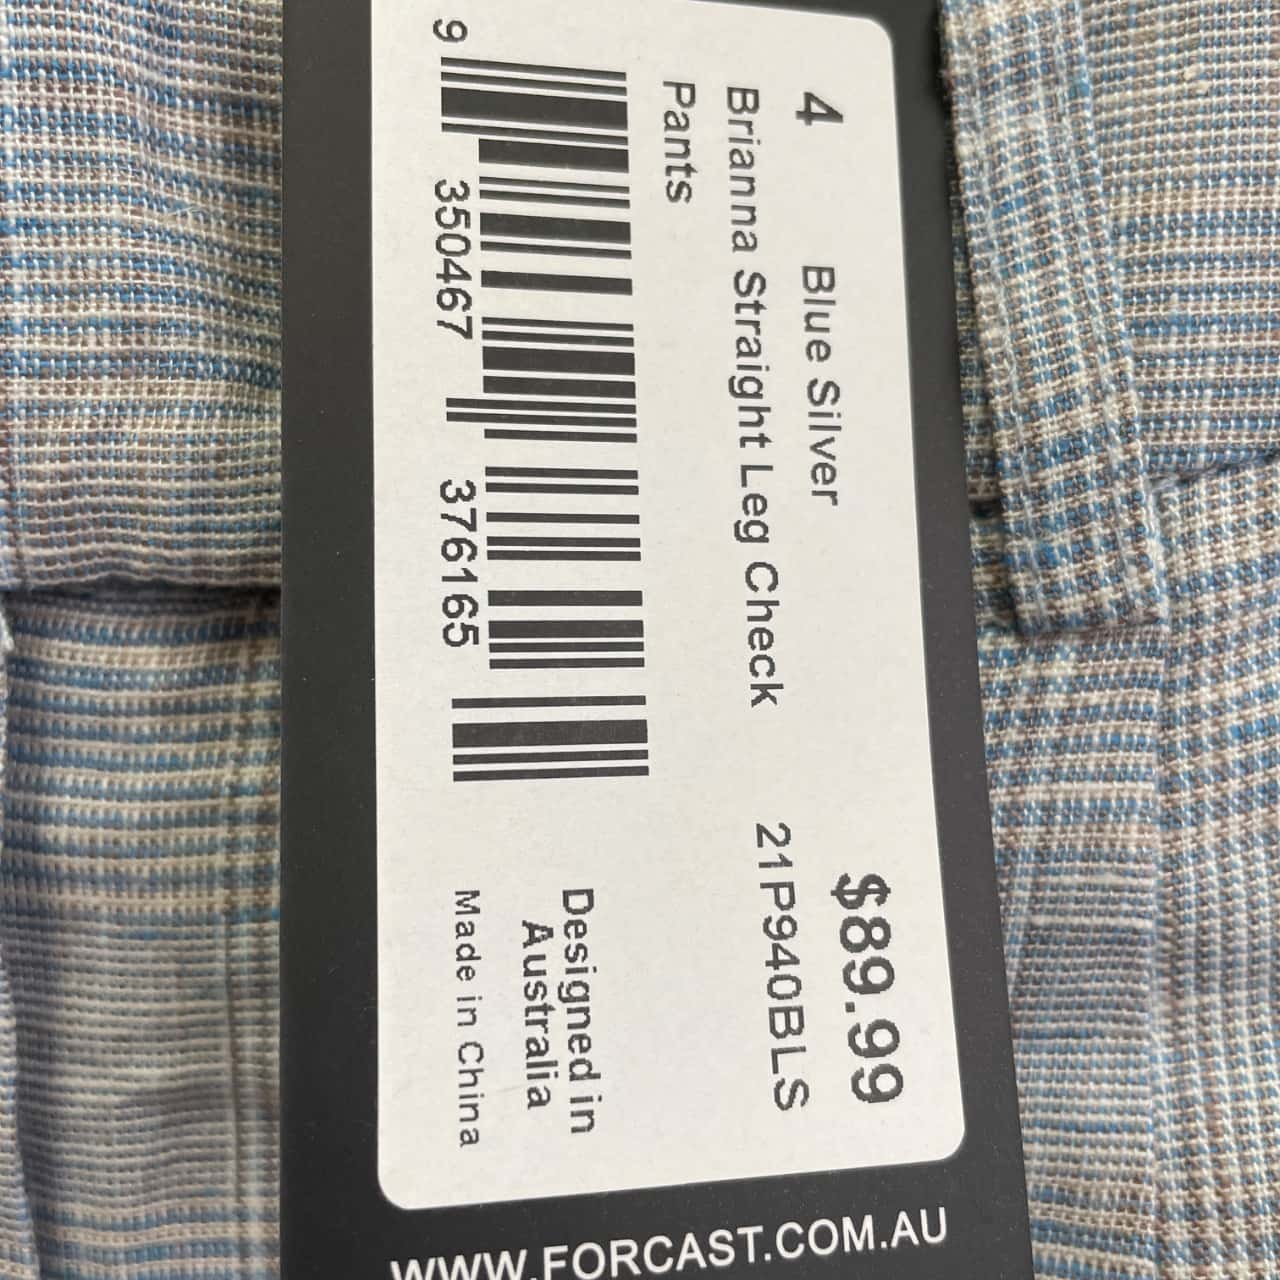 4 Blue Silver $89.99
Brianna Straight Leg Check 21P940BLS
Pants
9 350467 376165
Designed in
Australia
Made in China
WWW.FORCAST.COM.AU